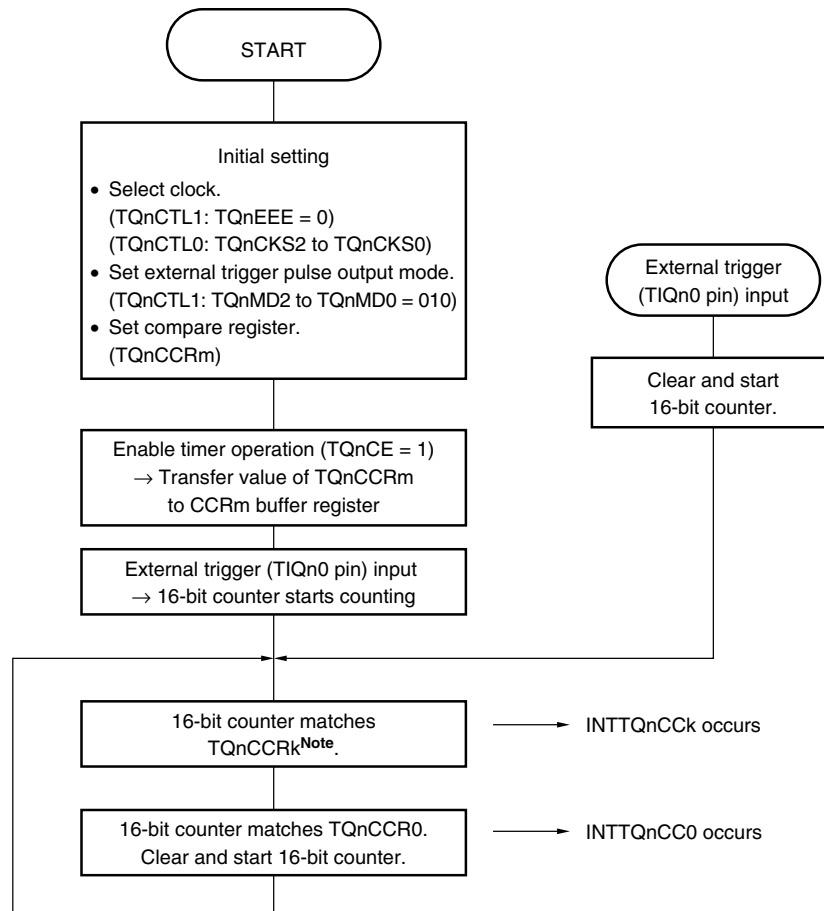 START
Initial setting
• Select clock.
(TQnCTL1: TQnEEE = 0)
(TQnCTL0: TQnCKS2 to TQnCKS0)
• Set external trigger pulse output mode.
(TQnCTL1: TQnMD2 to TQnMD0 = 010)
• Set compare register.
(TQnCCRm)
External trigger
(TIQn0 pin) input
Clear and start
16-bit counter.
Enable timer operation (TQnCE = 1)
→ Transfer value of TQnCCRm
to CCRm buffer register
External trigger (TIQn0 pin) input
→ 16-bit counter starts counting
16-bit counter matches
TQnCCRkNote.
INTTQnCCk occurs
16-bit counter matches TQnCCR0.
Clear and start 16-bit counter.
INTTQnCC0 occurs